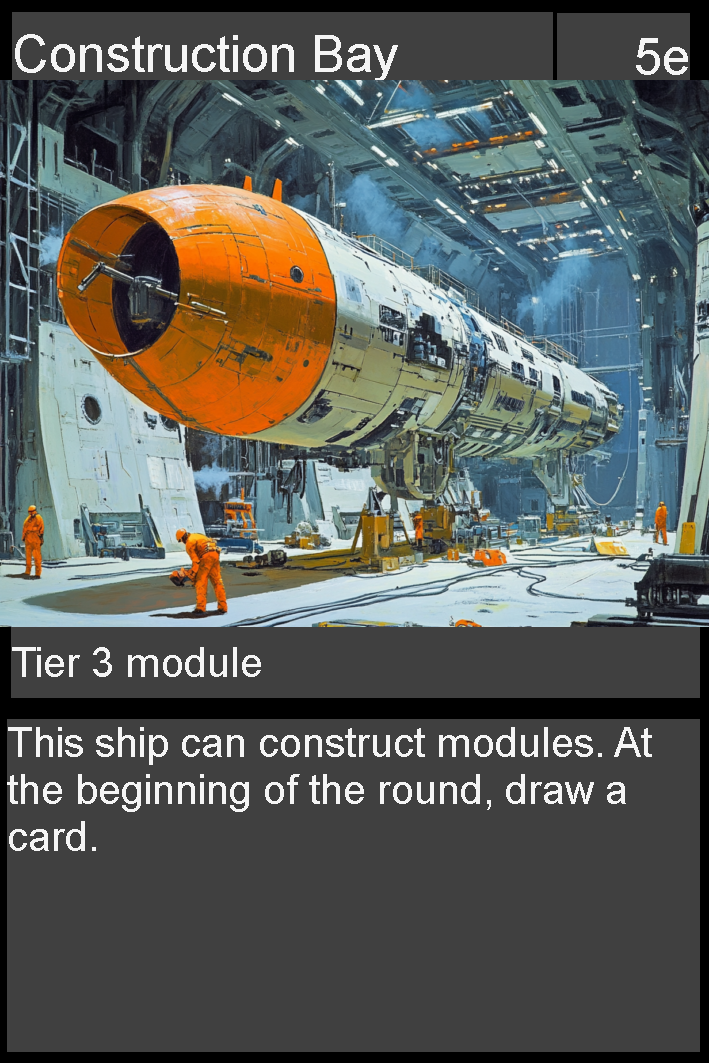 Construction Bay
5e
Tier 3 module
This ship can construct modules. At
the beginning of the round, draw a
card.